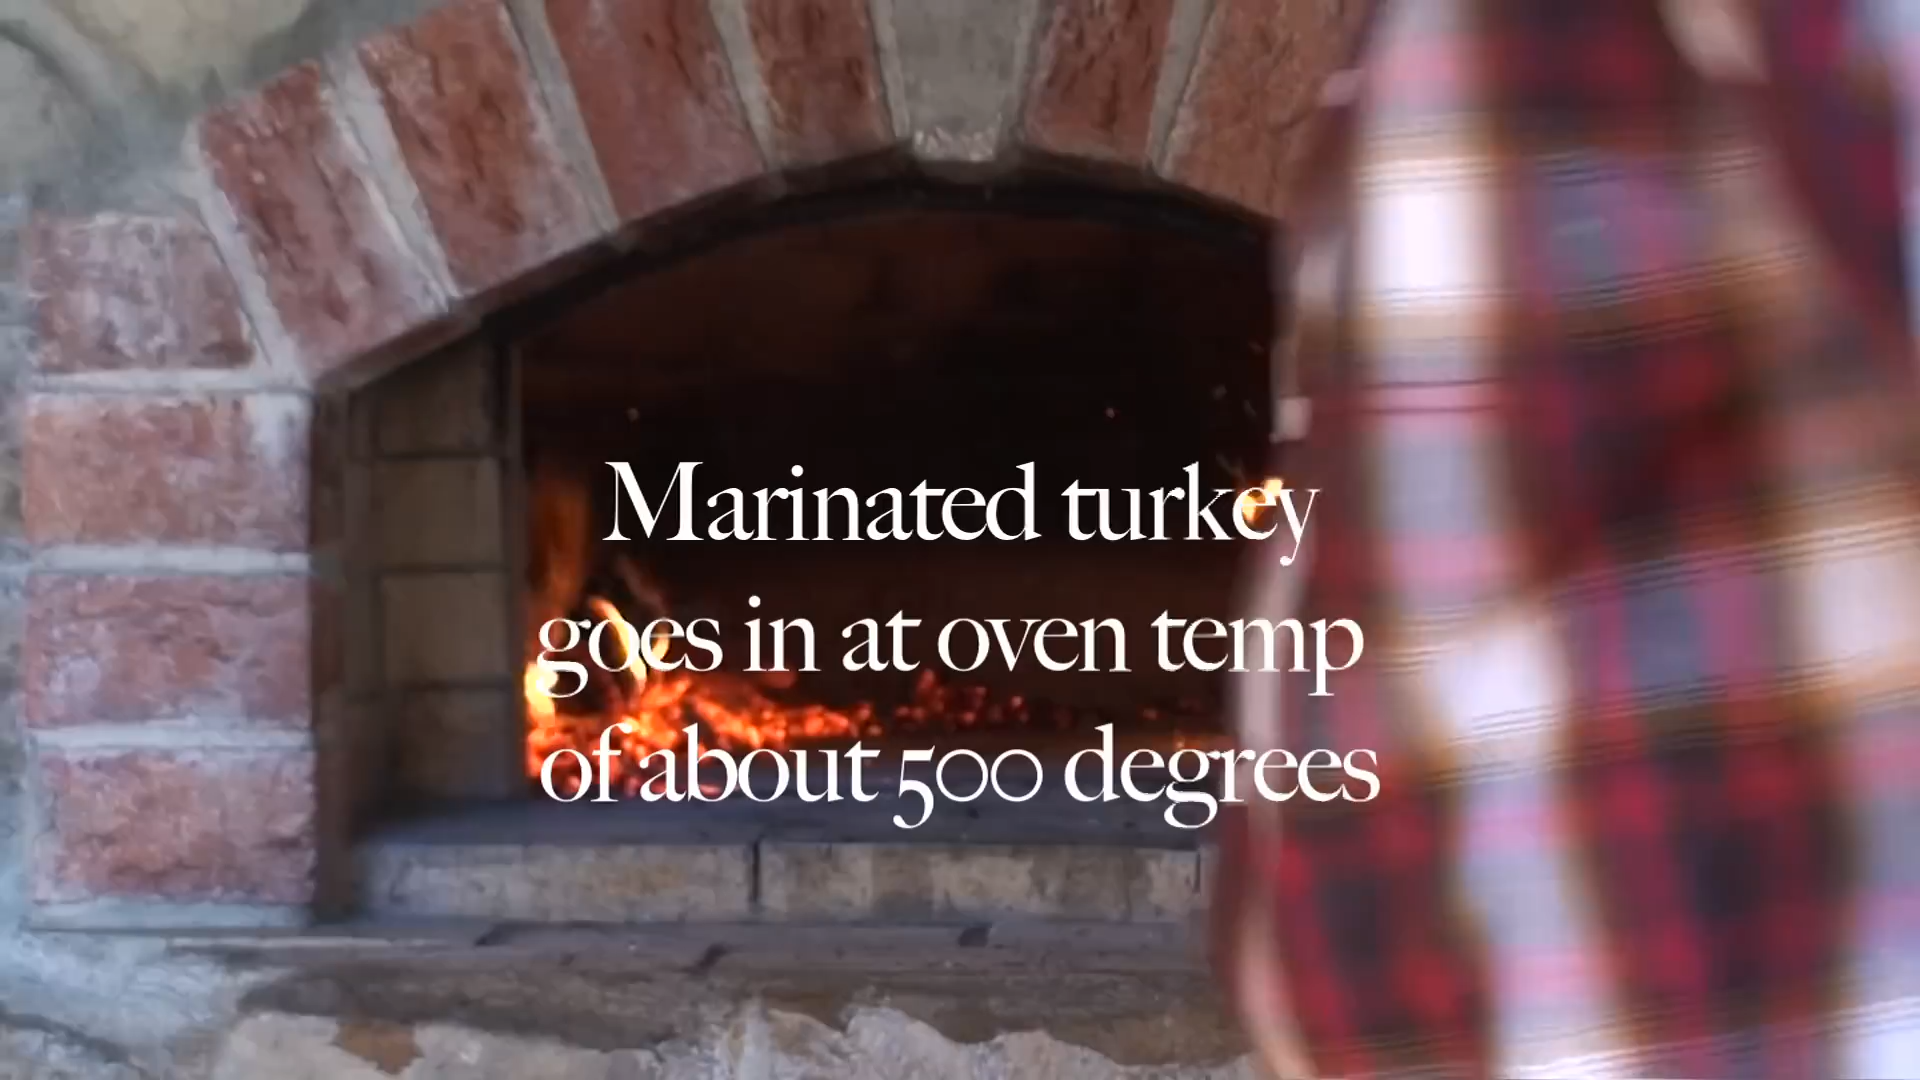 Marinated turkey
goes in at oven temp
of about 500 degrees